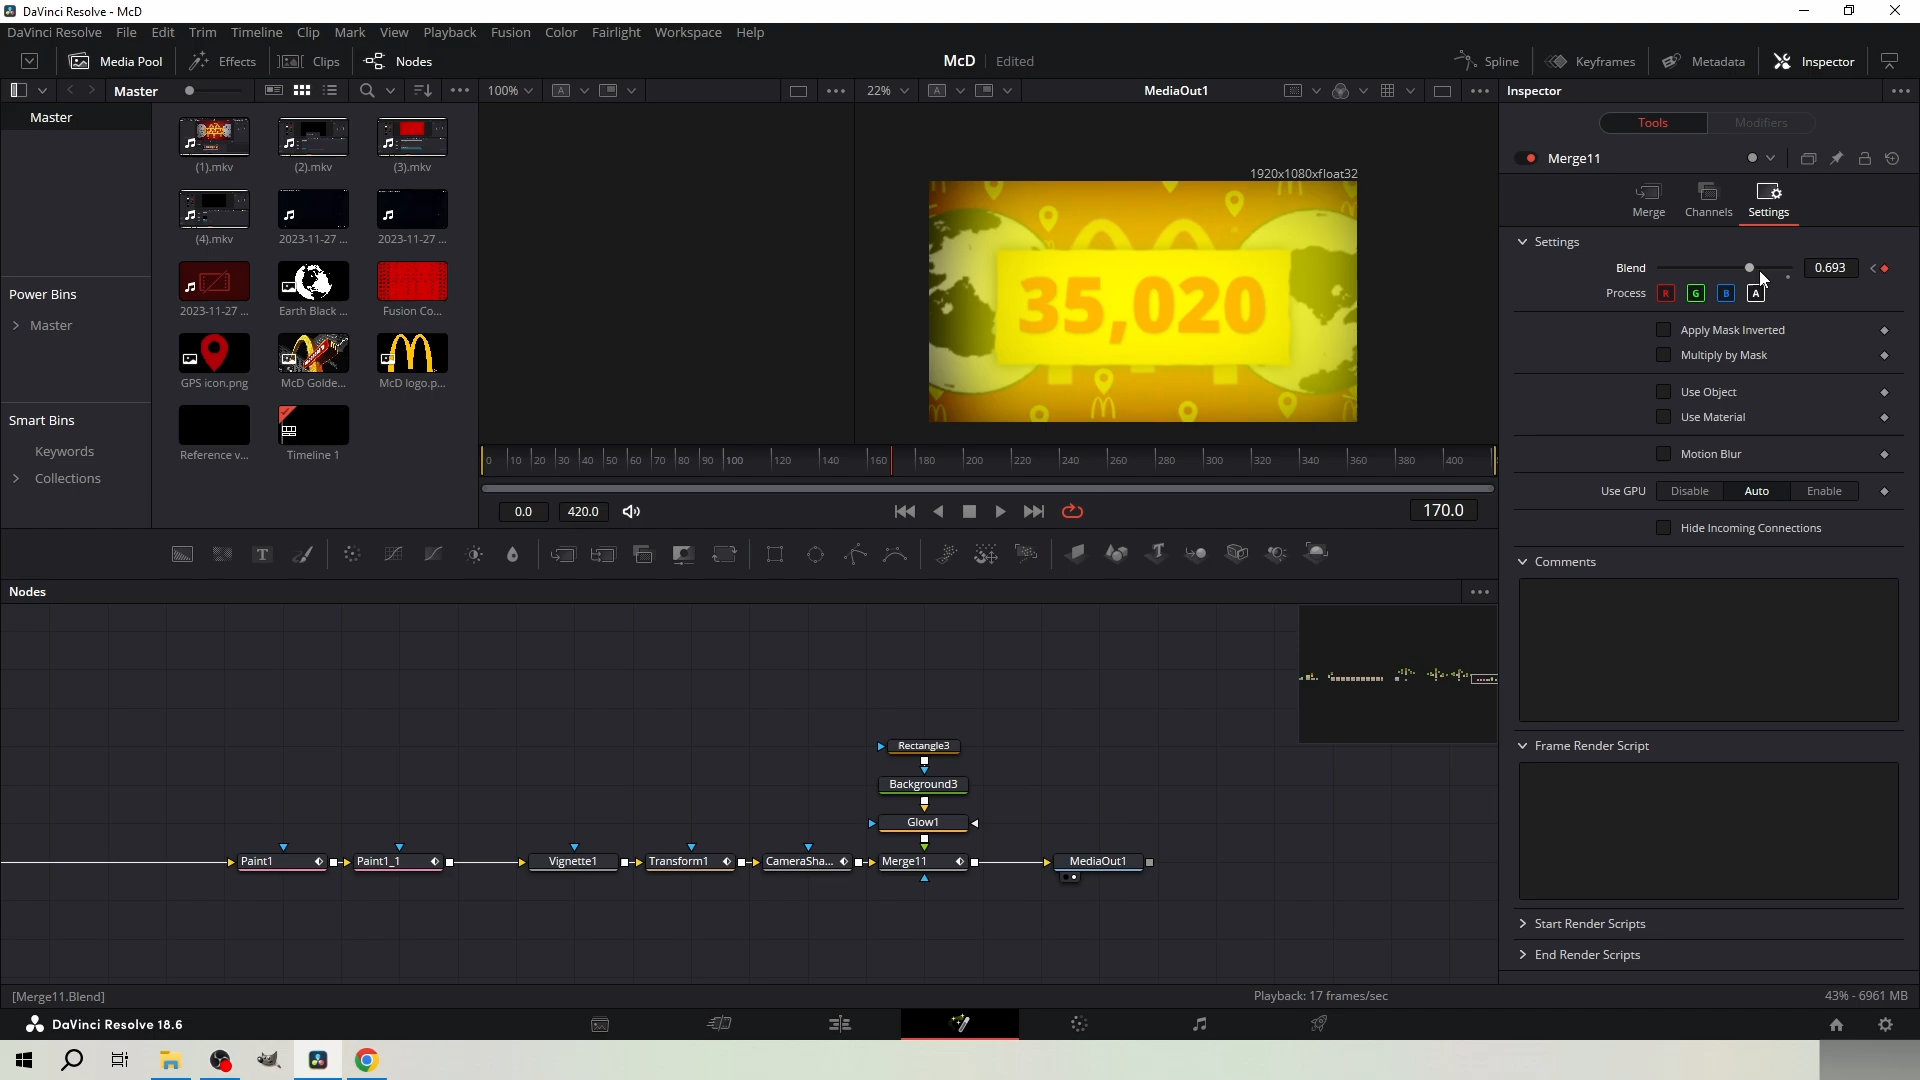 DaVinci Resolve - McD
DaVinci Resolve File Edit Trim Timeline Clip Mark View Playback Fusion Color Fairlight Workspace Help
Media Pool Effects Clips Nodes McD Edited Spline Keyframes Metadata Inspector
Master 100% 22% MediaOut1 Inspector
Master
(1).mkv (2).mkv (3).mkv
(4).mkv 2023-11-27 ... 2023-11-27 ...
2023-11-27 ... Earth Black ... Fusion Co...
GPS icon.png McD Golde... McD logo.p...
Reference v... Timeline 1
Power Bins
Master
Smart Bins
Keywords
Collections
1920x1080xfloat32
35,020
0 10 20 30 40 50 60 70 80 90 100 120 140 160 180 200 220 240 260 280 300 320 340 360 380 400
0.0 420.0 170.0
Tools Modifiers
Merge11
Merge Channels Settings
Settings
Blend 0.693
Process R G B A
Apply Mask Inverted
Multiply by Mask
Use Object
Use Material
Motion Blur
Use GPU Disable Auto Enable
Hide Incoming Connections
Comments
Frame Render Script
Start Render Scripts
End Render Scripts
Nodes
Rectangle3
Background3
Glow1
Paint1 Paint1_1 Vignette1 Transform1 CameraSha... Merge11 MediaOut1
[Merge11.Blend] Playback: 17 frames/sec 43% - 6961 MB
DaVinci Resolve 18.6